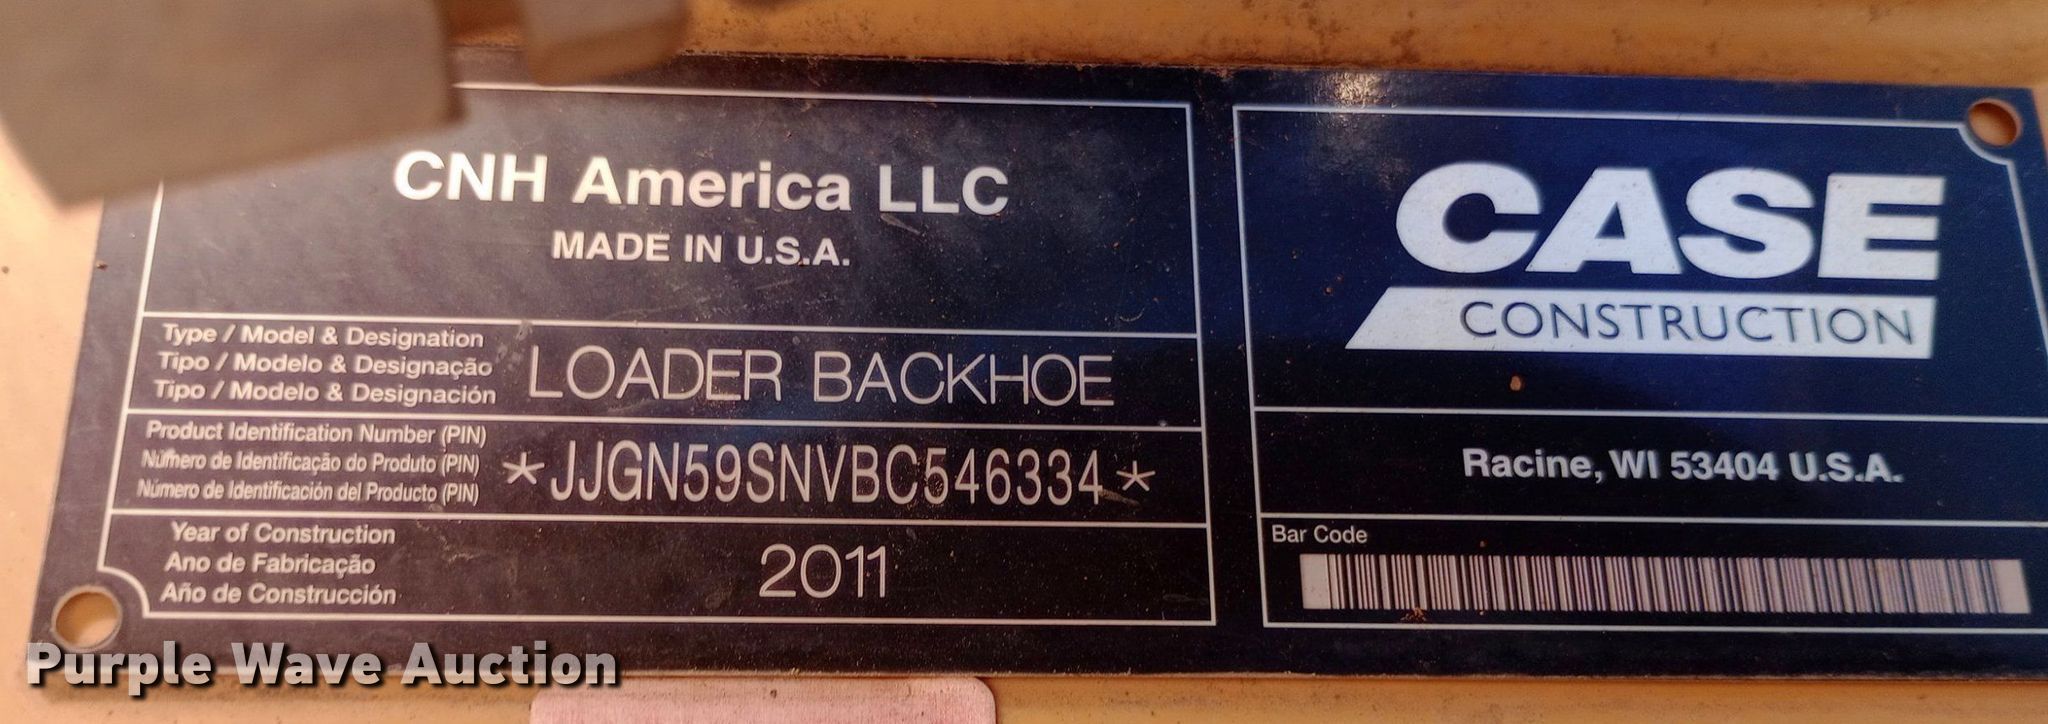 CNH America LLC
MADE IN U.S.A.
Type / Model & Designation
Tipo / Modelo & Designação
Tipo / Modelo & Designación
LOADER BACKHOE
Product Identification Number (PIN)
Número de Identificação do Produto (PIN)
Número de Identificación del Producto (PIN)
*JJGN59SNVBC546334*
Year of Construction
Ano de Fabricação
Año de Construcción
2011
CASE
CONSTRUCTION
Racine, WI 53404 U.S.A.
Bar Code
Purple Wave Auction